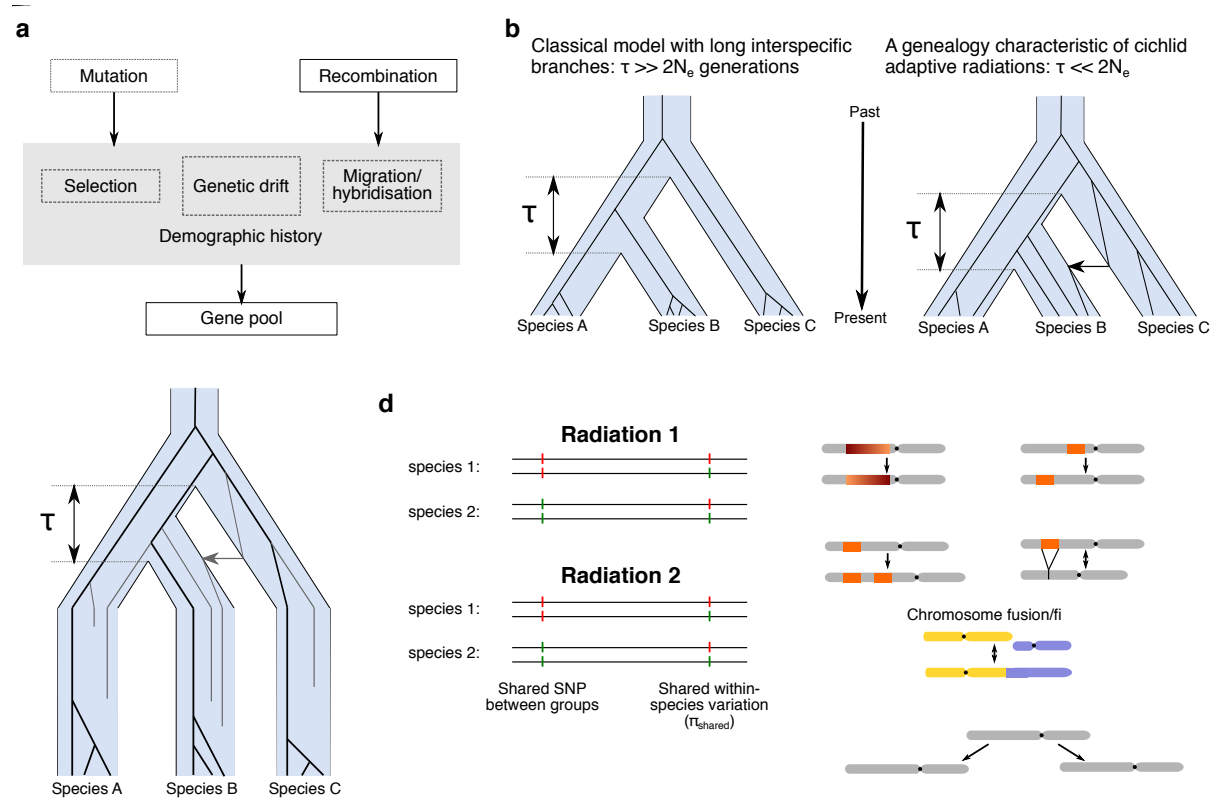 a
Mutation
Recombination
Selection
Genetic drift
Migration/
hybridisation
Demographic history
Gene pool
b
Classical model with long interspecific
branches: τ >> 2Nₑ generations
A genealogy characteristic of cichlid
adaptive radiations: τ << 2Nₑ
τ
Species A
Species B
Species C
Past
Present
τ
Species A
Species B
Species C
τ
Species A
Species B
Species C
d
Radiation 1
species 1:
species 2:
Radiation 2
species 1:
species 2:
Shared SNP
between groups
Shared within-
species variation
(π_shared)
Chromosome fusion/fi